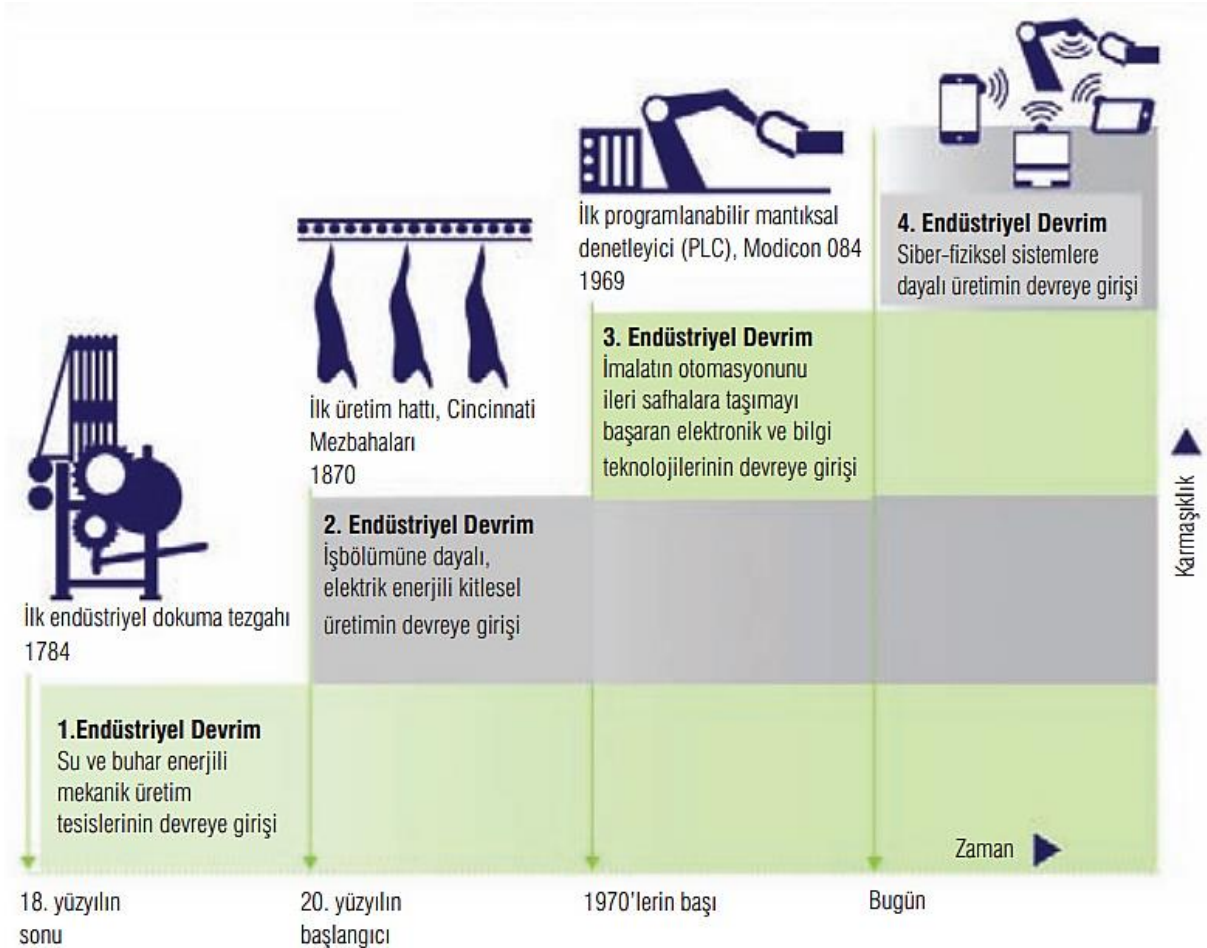 İlk endüstriyel dokuma tezgahı
1784
1.Endüstriyel Devrim
Su ve buhar enerjili
mekanik üretim
tesislerinin devreye girişi
18. yüzyılın
sonu
İlk üretim hattı, Cincinnati
Mezbahaları
1870
2. Endüstriyel Devrim
İşbölümüne dayalı,
elektrik enerjili kitlesel
üretimin devreye girişi
20. yüzyılın
başlangıcı
İlk programlanabilir mantıksal
denetleyici (PLC), Modicon 084
1969
3. Endüstriyel Devrim
İmalatın otomasyonunu
ileri safhalara taşımayı
başaran elektronik ve bilgi
teknolojilerinin devreye girişi
1970'lerin başı
4. Endüstriyel Devrim
Siber-fiziksel sistemlere
dayalı üretimin devreye girişi
Bugün
Zaman
Karmaşıklık